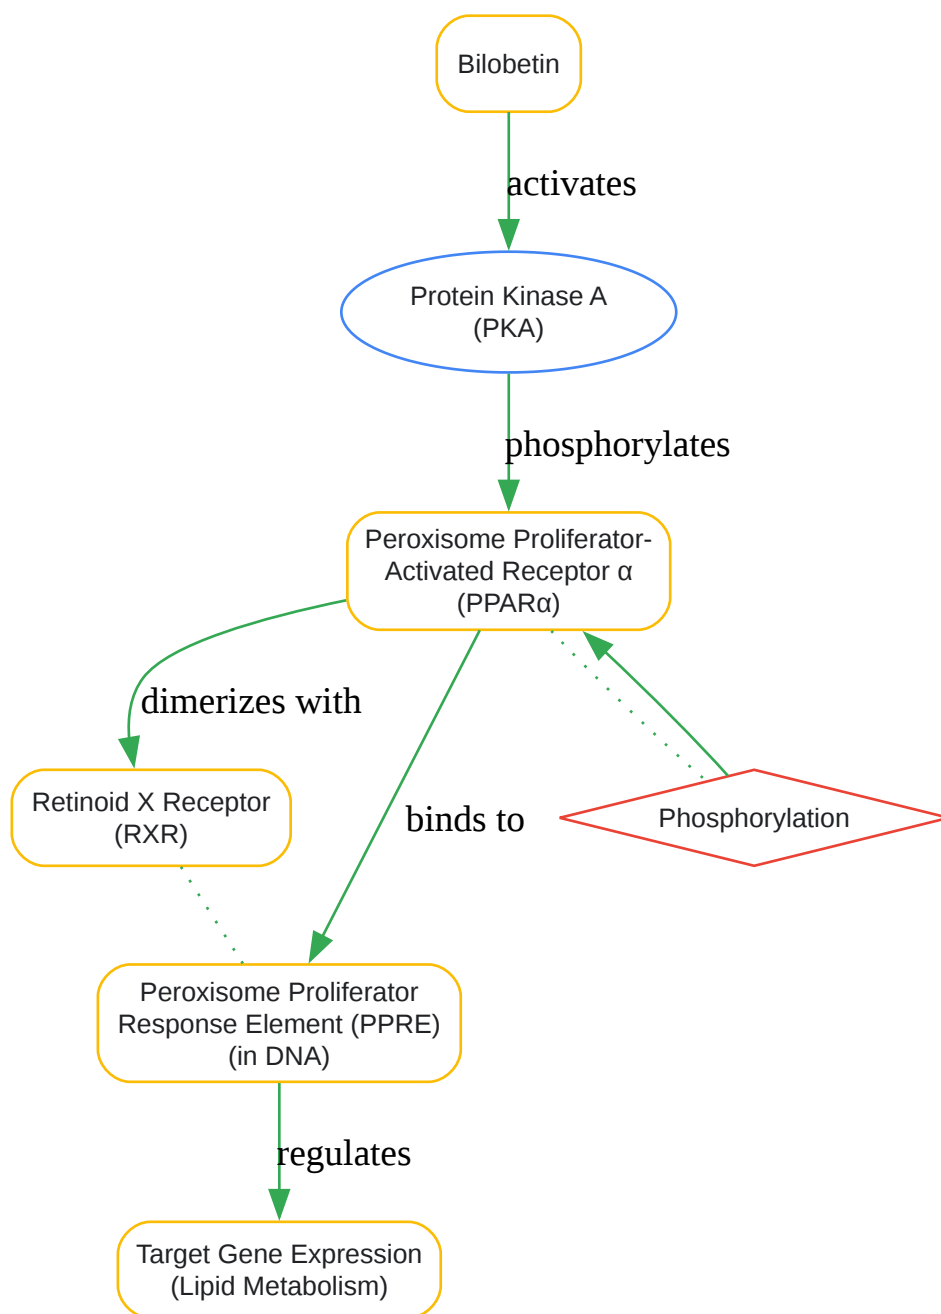 Bilobetin
activates
Protein Kinase A
(PKA)
phosphorylates
Peroxisome Proliferator-
Activated Receptor α
(PPARα)
dimerizes with
Retinoid X Receptor
(RXR)
binds to
Phosphorylation
Peroxisome Proliferator
Response Element (PPRE)
(in DNA)
regulates
Target Gene Expression
(Lipid Metabolism)